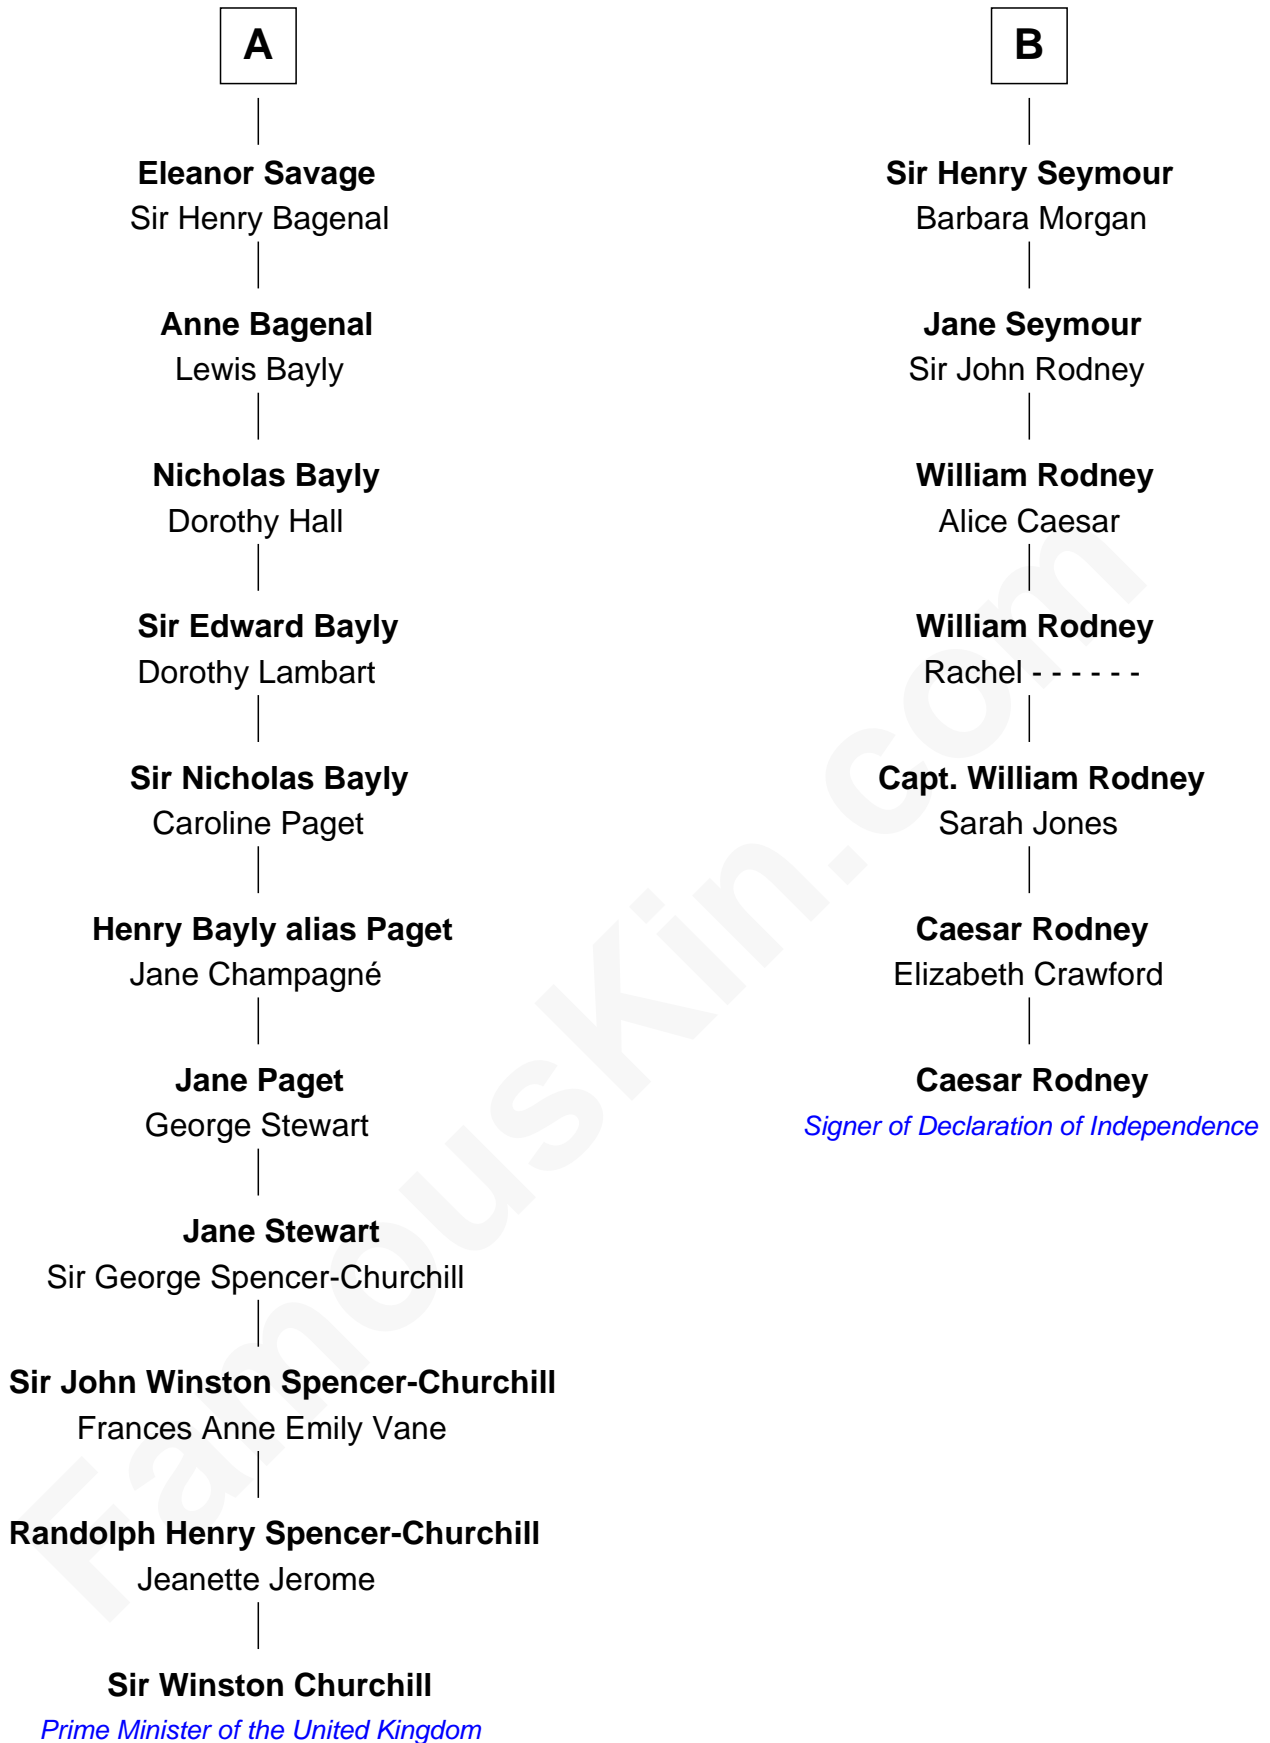 A
Eleanor Savage
Sir Henry Bagenal
Anne Bagenal
Lewis Bayly
Nicholas Bayly
Dorothy Hall
Sir Edward Bayly
Dorothy Lambart
Sir Nicholas Bayly
Caroline Paget
Henry Bayly alias Paget
Jane Champagné
Jane Paget
George Stewart
Jane Stewart
Sir George Spencer-Churchill
Sir John Winston Spencer-Churchill
Frances Anne Emily Vane
Randolph Henry Spencer-Churchill
Jeanette Jerome
Sir Winston Churchill
Prime Minister of the United Kingdom
B
Sir Henry Seymour
Barbara Morgan
Jane Seymour
Sir John Rodney
William Rodney
Alice Caesar
William Rodney
Rachel - - - - - -
Capt. William Rodney
Sarah Jones
Caesar Rodney
Elizabeth Crawford
Caesar Rodney
Signer of Declaration of Independence
FamousKin.com